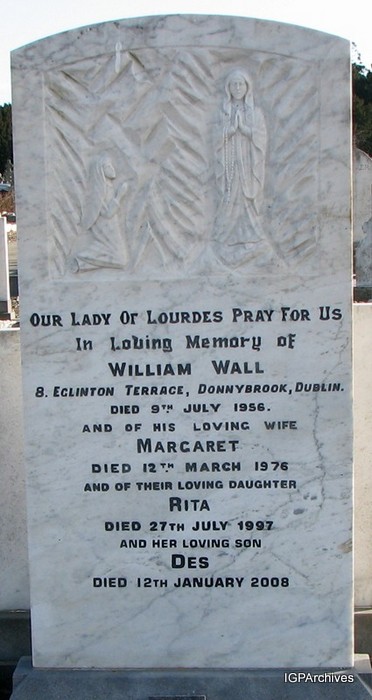 OUR LADY OF LOURDES PRAY FOR US
In Loving Memory of
WILLIAM WALL
8. ECLINTON TERRACE, DONNYBROOK, DUBLIN.
DIED 9TH JULY 1956.
AND OF HIS LOVING WIFE
MARGARET
DIED 12TH MARCH 1976
AND OF THEIR LOVING DAUGHTER
RITA
DIED 27TH JULY 1997
AND HER LOVING SON
DES
DIED 12TH JANUARY 2008
IGPArchives